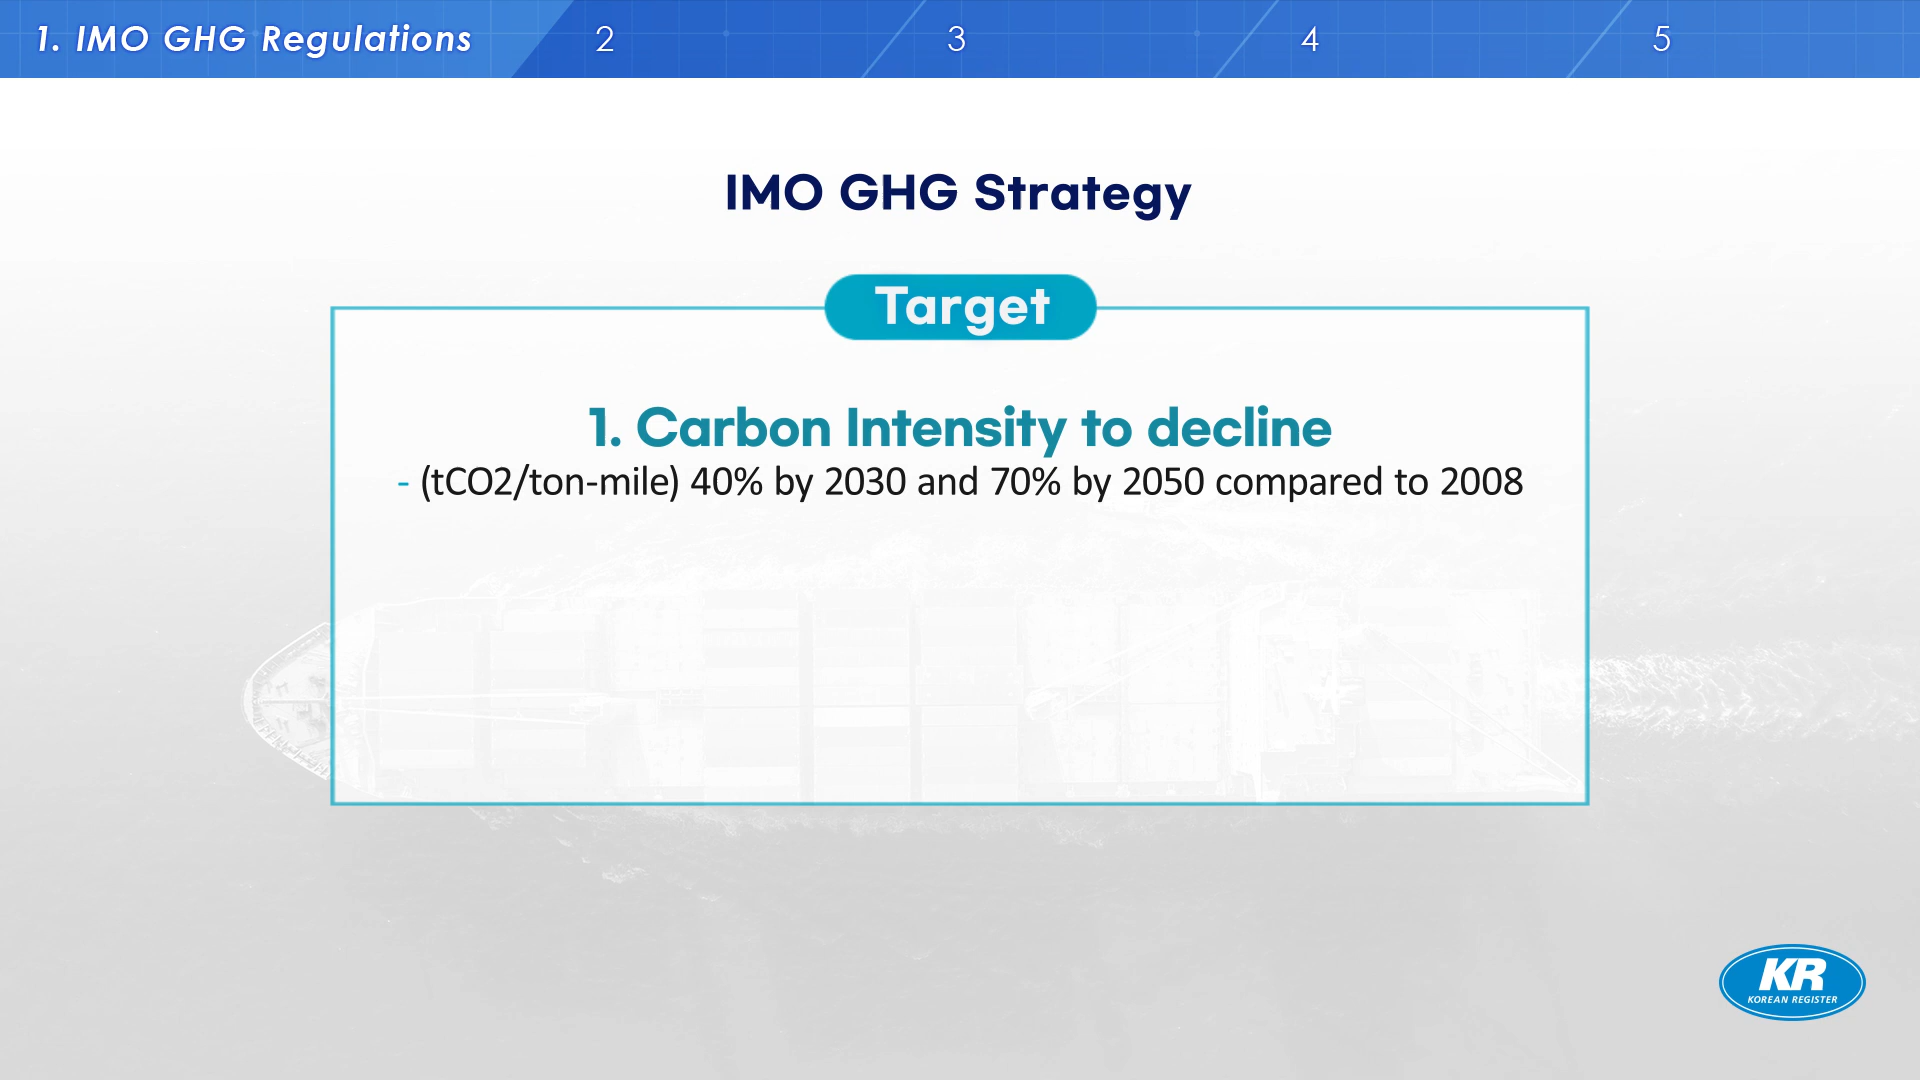 1. IMO GHG Regulations
2
3
4
5
IMO GHG Strategy
Target
1. Carbon Intensity to decline
- (tCO2/ton-mile) 40% by 2030 and 70% by 2050 compared to 2008
KR
KOREAN REGISTER